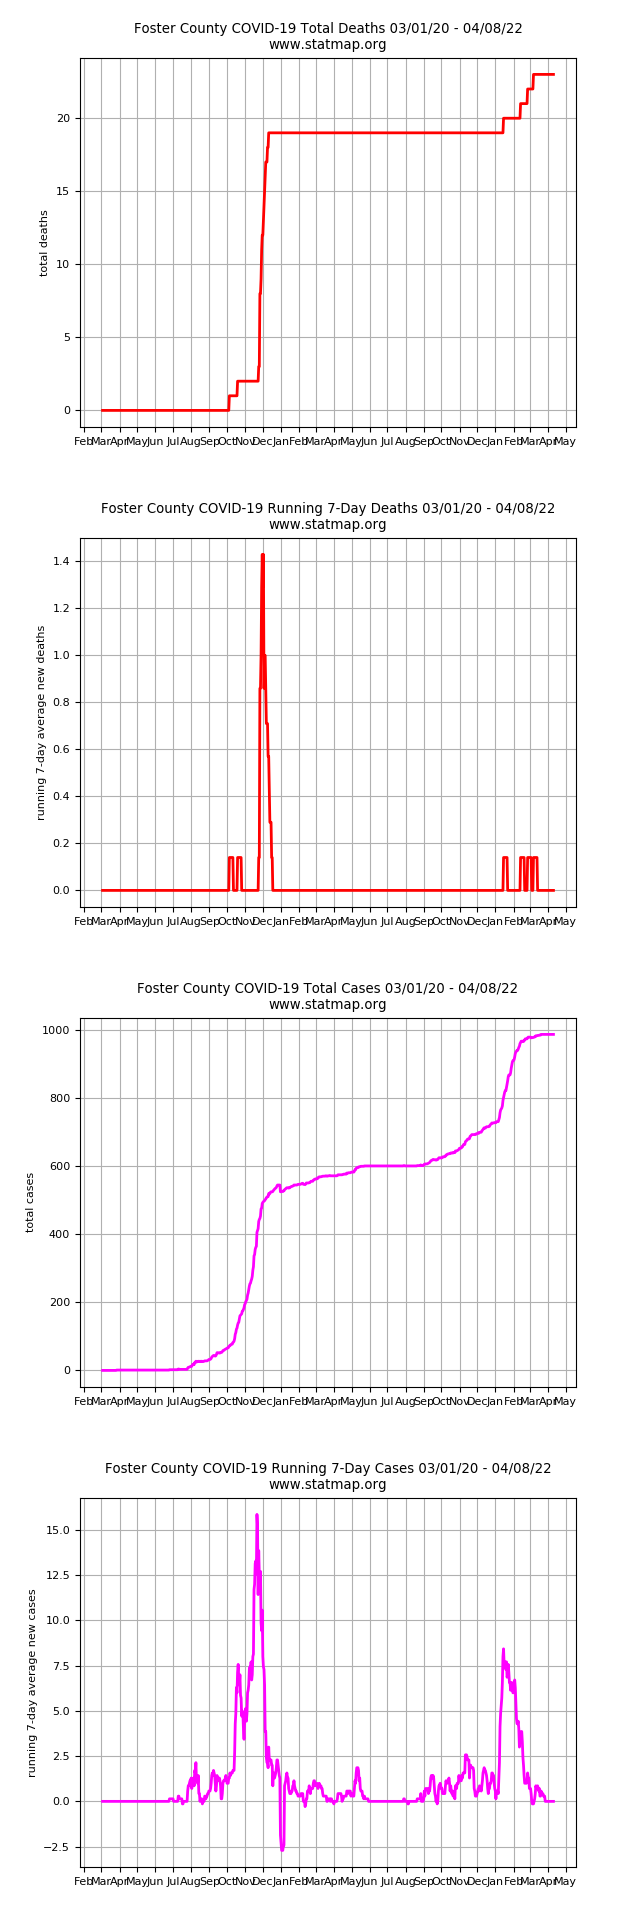 Foster County COVID-19 Total Deaths 03/01/20 - 04/08/22
www.statmap.org
20
15
10
5
0
total deaths
Feb Mar Apr May Jun Jul Aug Sep Oct Nov Dec Jan Feb Mar Apr May Jun Jul Aug Sep Oct Nov Dec Jan Feb Mar Apr May
Foster County COVID-19 Running 7-Day Deaths 03/01/20 - 04/08/22
www.statmap.org
1.4
1.2
1.0
0.8
0.6
0.4
0.2
0.0
running 7-day average new deaths
Feb Mar Apr May Jun Jul Aug Sep Oct Nov Dec Jan Feb Mar Apr May Jun Jul Aug Sep Oct Nov Dec Jan Feb Mar Apr May
Foster County COVID-19 Total Cases 03/01/20 - 04/08/22
www.statmap.org
1000
800
600
400
200
0
total cases
Feb Mar Apr May Jun Jul Aug Sep Oct Nov Dec Jan Feb Mar Apr May Jun Jul Aug Sep Oct Nov Dec Jan Feb Mar Apr May
Foster County COVID-19 Running 7-Day Cases 03/01/20 - 04/08/22
www.statmap.org
15.0
12.5
10.0
7.5
5.0
2.5
0.0
−2.5
running 7-day average new cases
Feb Mar Apr May Jun Jul Aug Sep Oct Nov Dec Jan Feb Mar Apr May Jun Jul Aug Sep Oct Nov Dec Jan Feb Mar Apr May